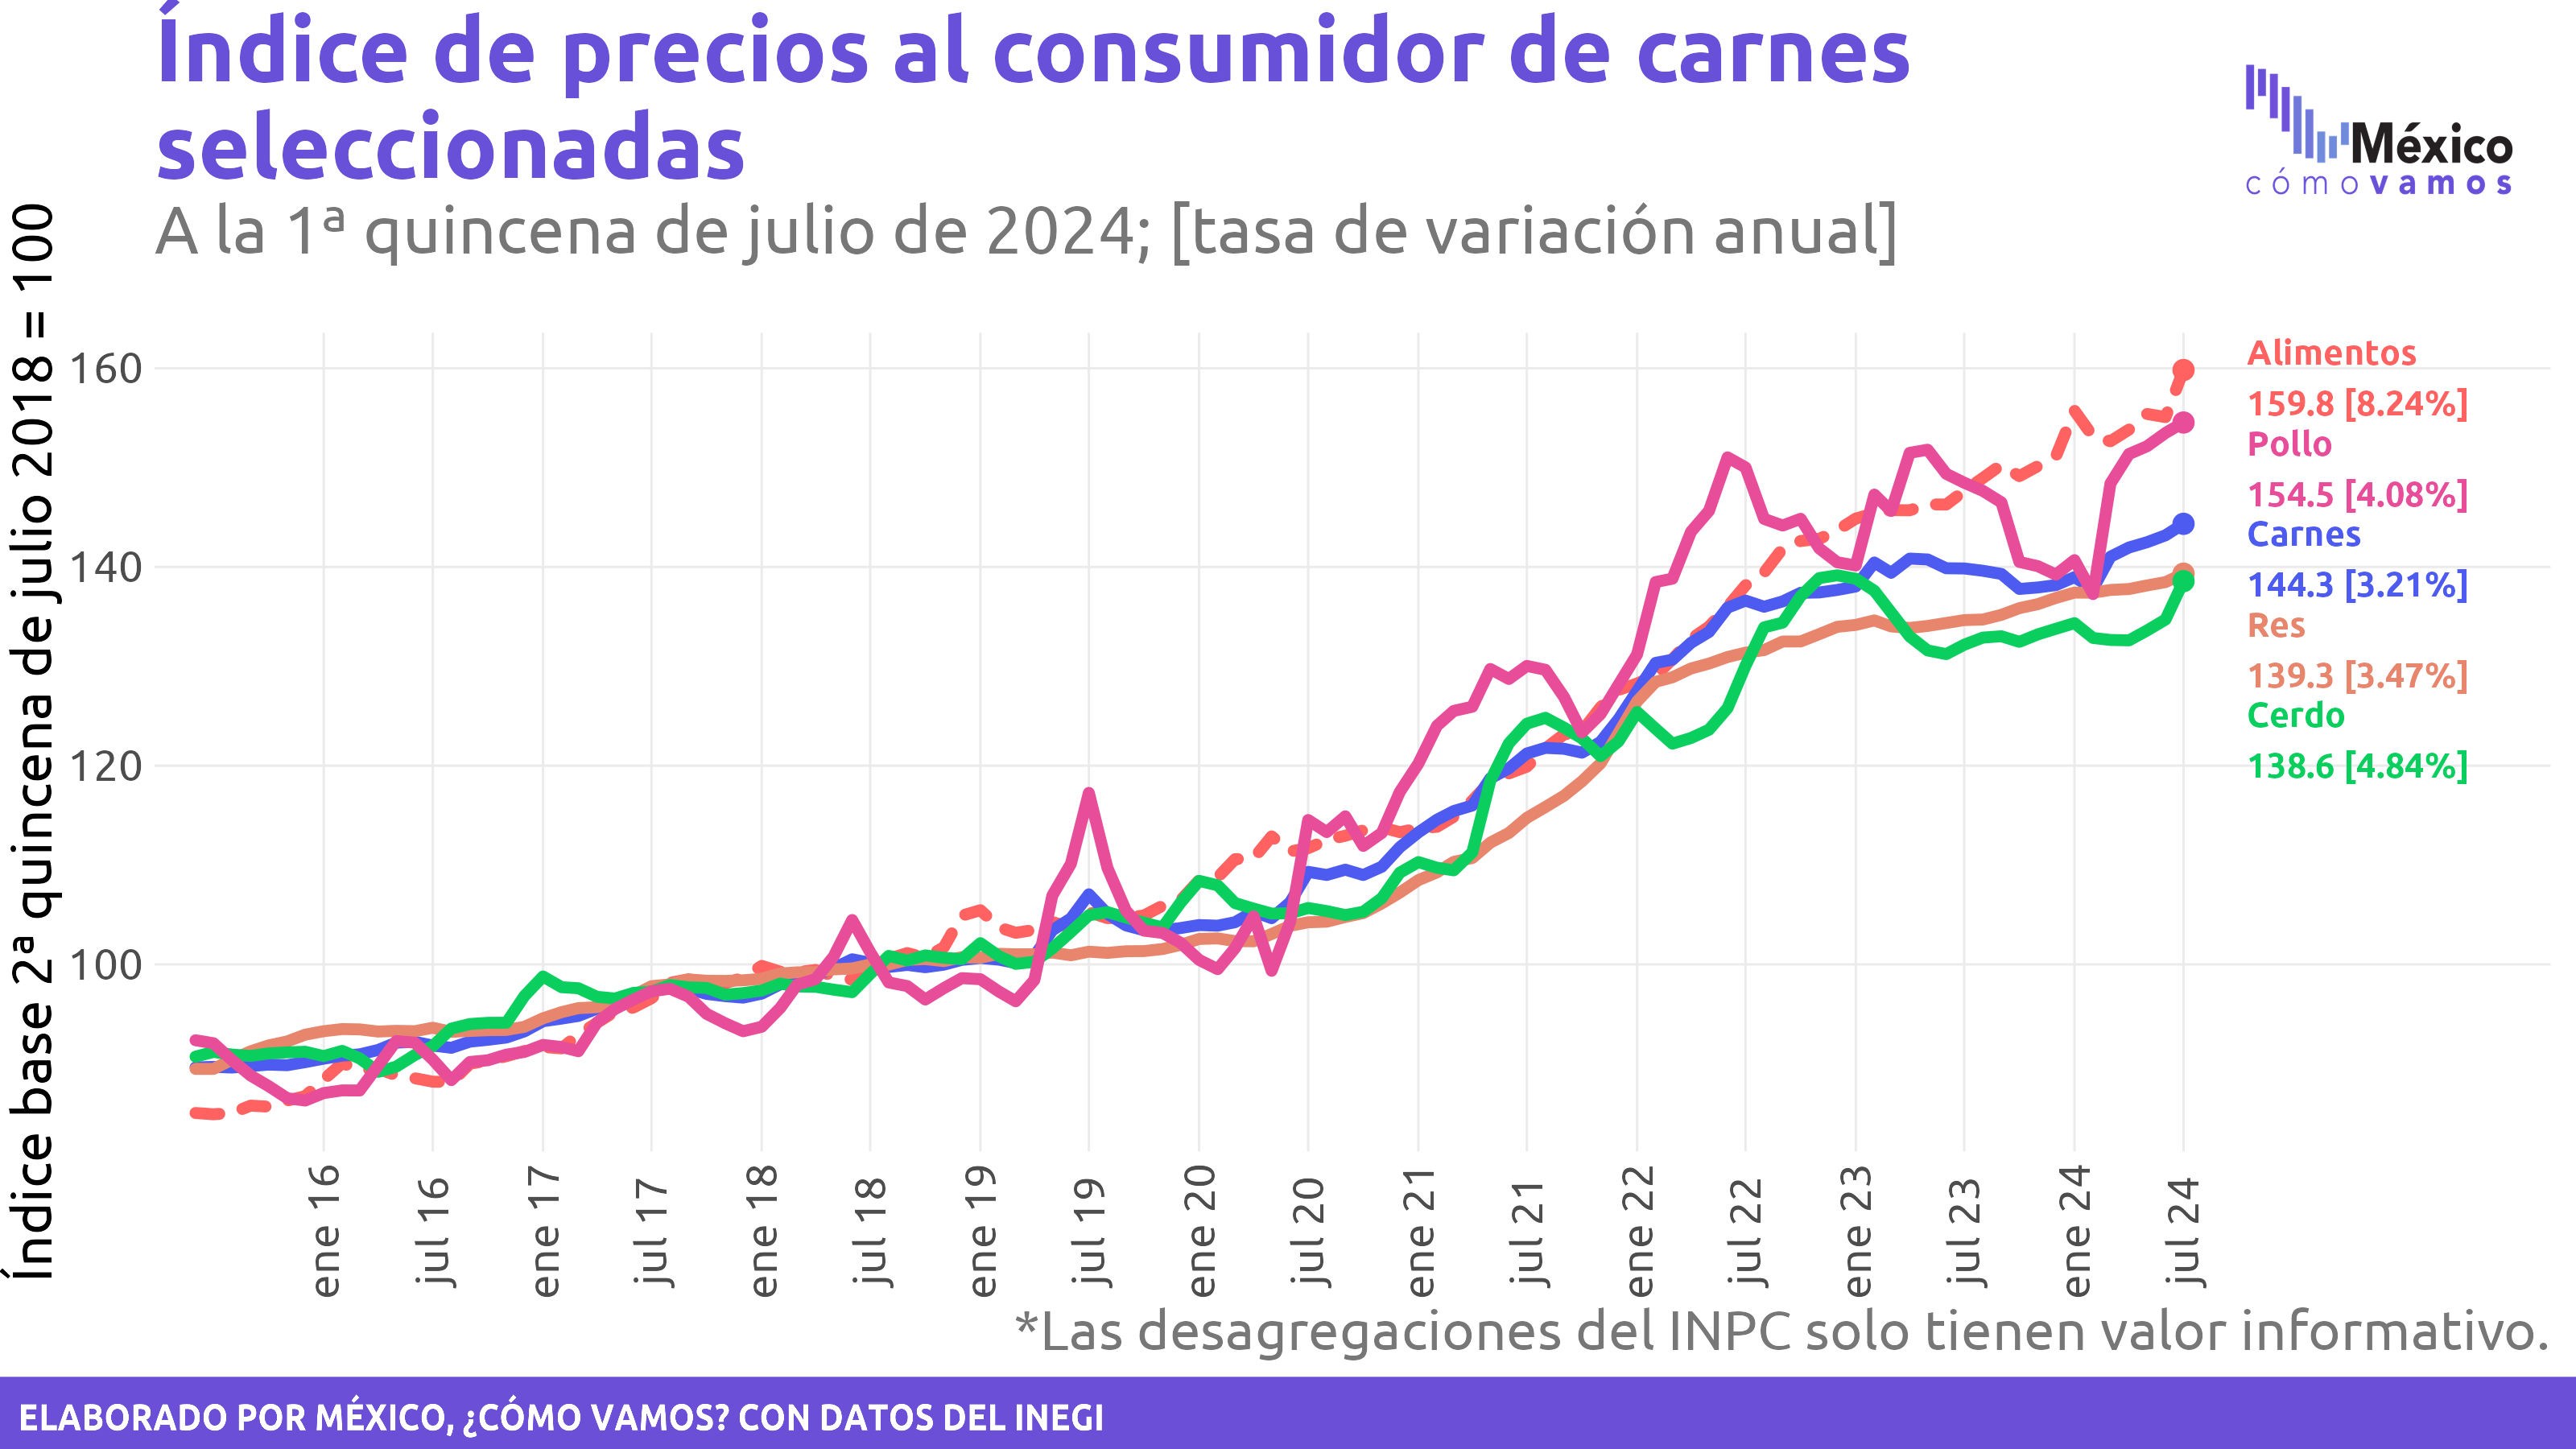 Índice de precios al consumidor de carnes
seleccionadas
A la 1ª quincena de julio de 2024; [tasa de variación anual]
México
cómo vamos
Índice base 2ª quincena de julio 2018 = 100
160
140
120
100
Alimentos
159.8 [8.24%]
Pollo
154.5 [4.08%]
Carnes
144.3 [3.21%]
Res
139.3 [3.47%]
Cerdo
138.6 [4.84%]
ene 16
jul 16
ene 17
jul 17
ene 18
jul 18
ene 19
jul 19
ene 20
jul 20
ene 21
jul 21
ene 22
jul 22
ene 23
jul 23
ene 24
jul 24
*Las desagregaciones del INPC solo tienen valor informativo.
ELABORADO POR MÉXICO, ¿CÓMO VAMOS? CON DATOS DEL INEGI